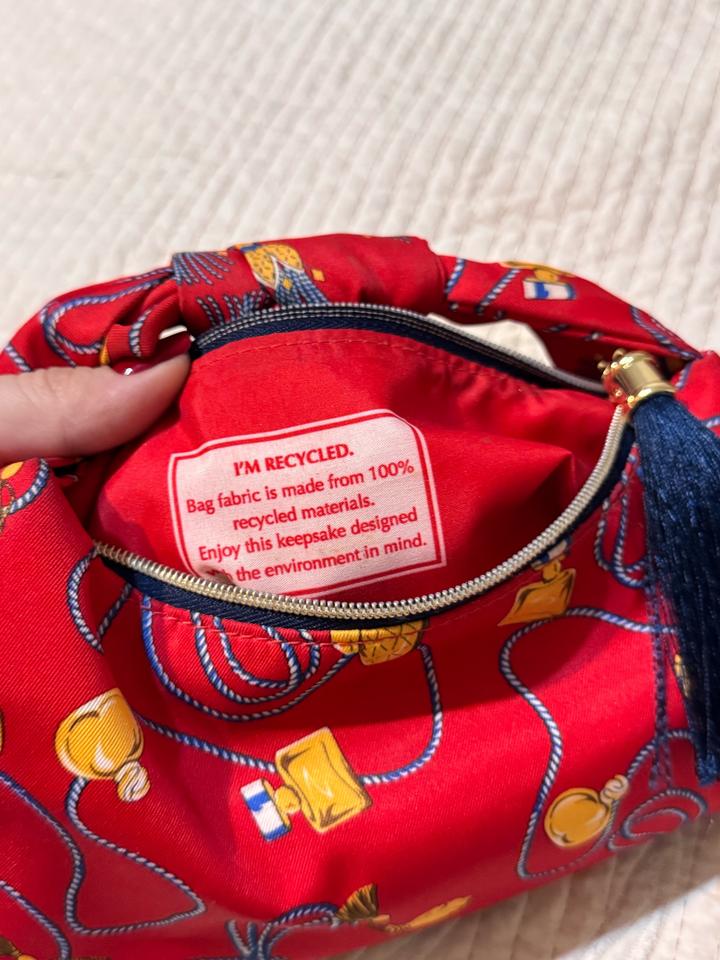 I'M RECYCLED.
Bag fabric is made from 100%
recycled materials.
Enjoy this keepsake designed
the environment in mind.